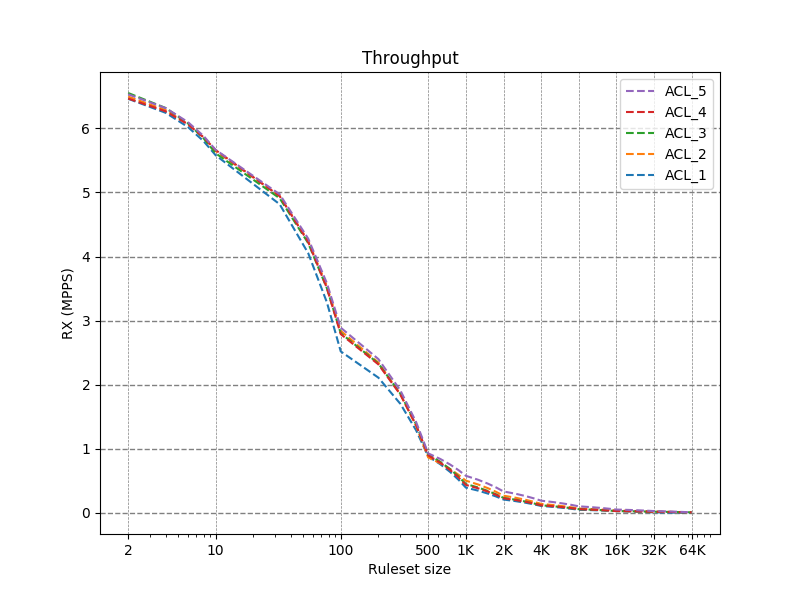 Throughput
ACL_5
ACL_4
ACL_3
ACL_2
ACL_1
RX (MPPS)
6
5
4
3
2
1
0
2 10 100 500 1K 2K 4K 8K 16K 32K 64K
Ruleset size